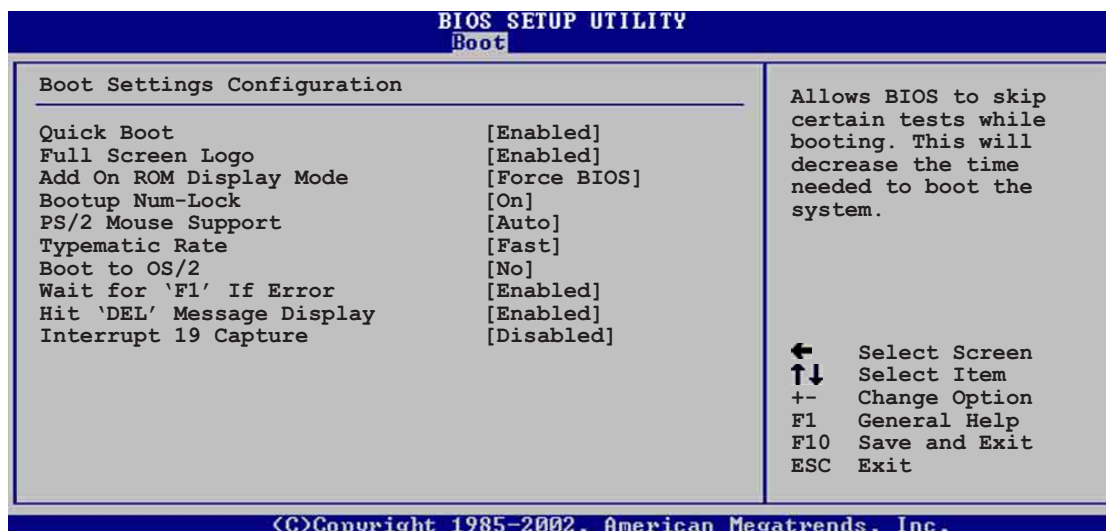 BIOS SETUP UTILITY
Boot
Boot Settings Configuration
Quick Boot [Enabled]
Full Screen Logo [Enabled]
Add On ROM Display Mode [Force BIOS]
Bootup Num-Lock [On]
PS/2 Mouse Support [Auto]
Typematic Rate [Fast]
Boot to OS/2 [No]
Wait for ‘F1’ If Error [Enabled]
Hit ‘DEL’ Message Display [Enabled]
Interrupt 19 Capture [Disabled]
Allows BIOS to skip
certain tests while
booting. This will
decrease the time
needed to boot the
system.
← Select Screen
↑↓ Select Item
+- Change Option
F1 General Help
F10 Save and Exit
ESC Exit
(C)Copyright 1985-2002, American Megatrends, Inc.